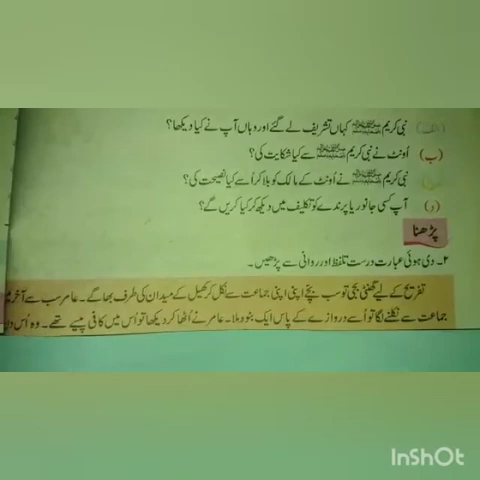 (الف) نبی کریم ﷺ کہاں تشریف لے گئے اور وہاں آپ نے کیا دیکھا؟
(ب) اُونٹ نے نبی کریم ﷺ سے کیا شکایت کی؟
نبی کریم ﷺ نے اُونٹ کے مالک کو بلا کر اُسے کیا نصیحت کی؟
(د) آپ کسی جانور یا پرندے کو تکلیف میں دیکھ کر کیا کریں گے؟
پڑھنا
۲۔ دی ہوئی عبارت درست تلفظ اور روانی سے پڑھیں۔
تفریح کے لیے گھنٹی بجی تو سب بچے اپنی اپنی جماعت سے نکل کر کھیل کے میدان کی طرف بھاگے۔ عامر سب سے آخر میں
جماعت سے نکلنے لگا تو اُسے دروازے کے پاس ایک بٹوہ ملا۔ عامر نے اُٹھا کر دیکھا تو اُس میں کافی پیسے تھے۔ وہ اُس
InShOt